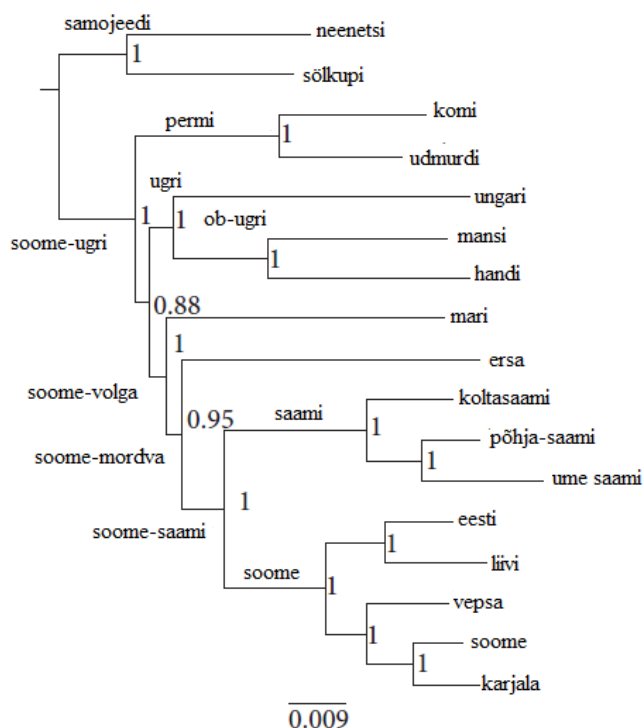 samojeedi
neenetsi
1
sölkupi
komi
permi
1
udmurdi
ugri
ungari
1
1
ob-ugri
soome-ugri
mansi
1
handi
0.88
mari
1
ersa
soome-volga
koltasaami
saami
0.95
1
põhja-saami
soome-mordva
1
ume saami
1
eesti
soome-saami
1
liivi
soome
1
vepsa
1
soome
1
karjala
0.009